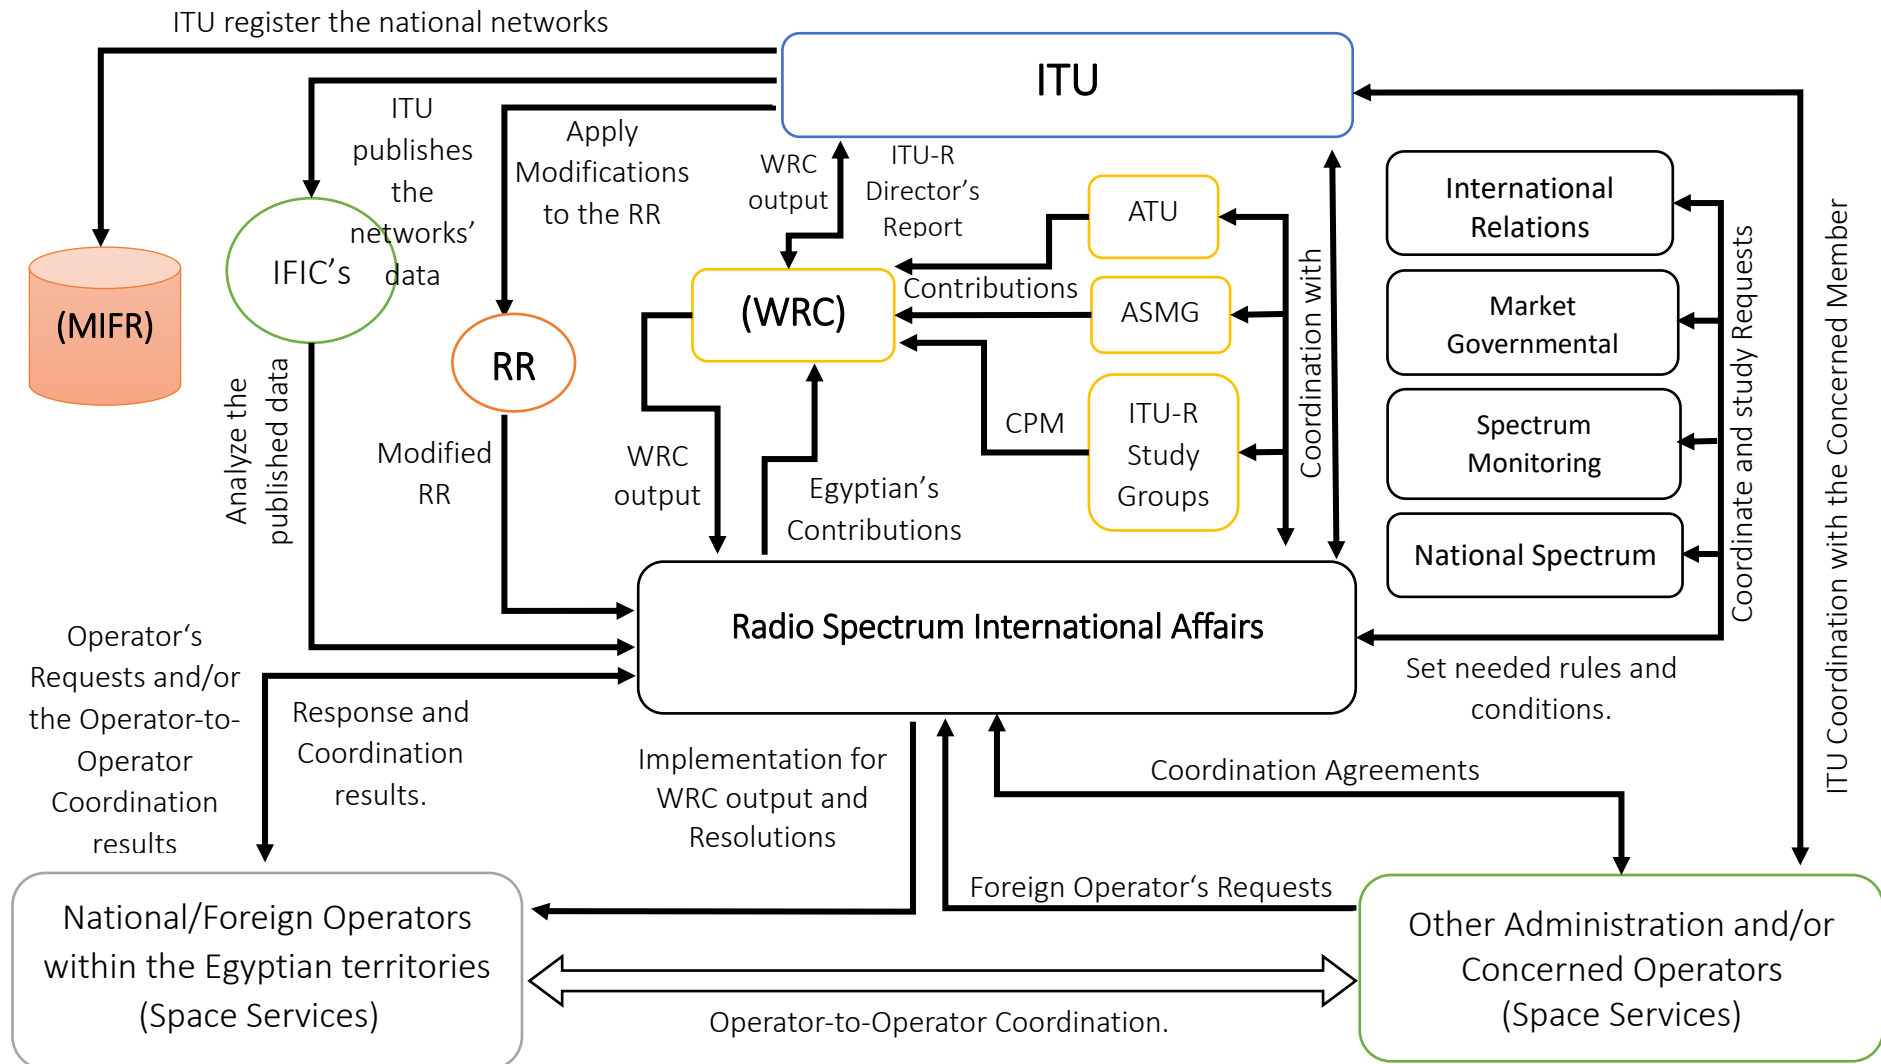 ITU register the national networks
ITU
ITU
publishes
the
networks'
data
Apply
Modifications
to the RR
WRC
output
ITU-R
Director's
Report
ATU
Contributions
ASMG
(WRC)
CPM
ITU-R
Study
Groups
Coordination with
International
Relations
Market
Governmental
Spectrum
Monitoring
National Spectrum
Coordinate and study Requests
ITU Coordination with the Concerned Member
(MIFR)
IFIC's
RR
Analyze the
published data
Modified
RR
WRC
output
Egyptian's
Contributions
Radio Spectrum International Affairs
Set needed rules and
conditions.
Operator‘s
Requests and/or
the Operator-to-
Operator
Coordination
results
Response and
Coordination
results.
Implementation for
WRC output and
Resolutions
Coordination Agreements
Foreign Operator‘s Requests
National/Foreign Operators
within the Egyptian territories
(Space Services)
Operator-to-Operator Coordination.
Other Administration and/or
Concerned Operators
(Space Services)